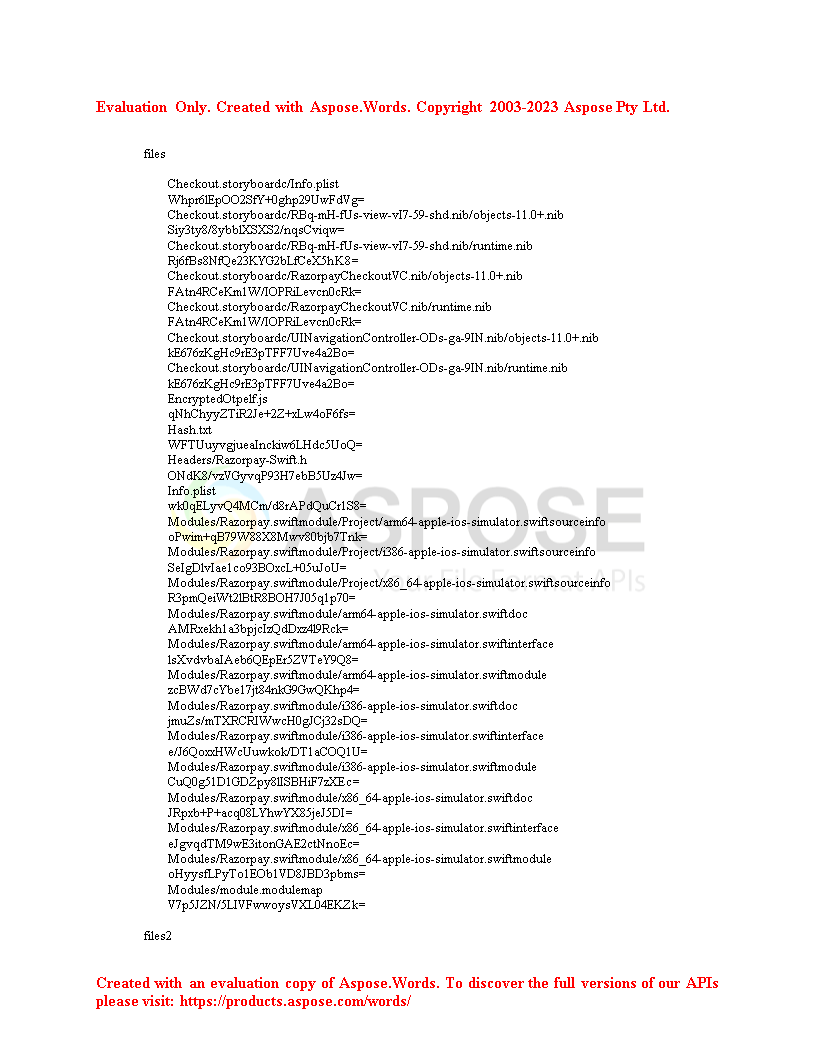 Evaluation Only. Created with Aspose.Words. Copyright 2003-2023 Aspose Pty Ltd.
files
Checkout.storyboardc/Info.plist
Whpr6lEpOO2SfY+0ghp29UwFdVg=
Checkout.storyboardc/RBq-mH-fUs-view-vI7-59-shd.nib/objects-11.0+.nib
Siy3ty8/8ybblXSXS2/nqsCviqw=
Checkout.storyboardc/RBq-mH-fUs-view-vI7-59-shd.nib/runtime.nib
Rj6fBs8NfQe23KYG2bLfCeX5hK8=
Checkout.storyboardc/RazorpayCheckoutVC.nib/objects-11.0+.nib
FAtn4RCeKm1W/IOPRiLevcn0cRk=
Checkout.storyboardc/RazorpayCheckoutVC.nib/runtime.nib
FAtn4RCeKm1W/IOPRiLevcn0cRk=
Checkout.storyboardc/UINavigationController-ODs-ga-9IN.nib/objects-11.0+.nib
kE676zKgHc9rE3pTFF7Uve4a2Bo=
Checkout.storyboardc/UINavigationController-ODs-ga-9IN.nib/runtime.nib
kE676zKgHc9rE3pTFF7Uve4a2Bo=
EncryptedOtpelf.js
qNhChyyZTiR2Je+2Z+xLw4oF6fs=
Hash.txt
WFTUuyvgjueaInckiw6LHdc5UoQ=
Headers/Razorpay-Swift.h
ONdK8/vzVGyvqP93H7ebB5Uz4Jw=
Info.plist
wk0qELyvQ4MCm/d8rAPdQuCr1S8=
Modules/Razorpay.swiftmodule/Project/arm64-apple-ios-simulator.swiftsourceinfo
oPwim+qB79W88X8Mwv80bjb7Tnk=
Modules/Razorpay.swiftmodule/Project/i386-apple-ios-simulator.swiftsourceinfo
SeIgDlvIae1co93BOxcL+05uJoU=
Modules/Razorpay.swiftmodule/Project/x86_64-apple-ios-simulator.swiftsourceinfo
R3pmQeiWt2lBtR8BOH7J05q1p70=
Modules/Razorpay.swiftmodule/arm64-apple-ios-simulator.swiftdoc
AMRxekh1a3bpjcIzQdDxz4l9Rck=
Modules/Razorpay.swiftmodule/arm64-apple-ios-simulator.swiftinterface
lsXvdvbaIAeb6QEpEr5ZVTeY9Q8=
Modules/Razorpay.swiftmodule/arm64-apple-ios-simulator.swiftmodule
zcBWd7cYbe17jt84nkG9GwQKhp4=
Modules/Razorpay.swiftmodule/i386-apple-ios-simulator.swiftdoc
jmuZs/mTXRCRIWwcH0gJCj32sDQ=
Modules/Razorpay.swiftmodule/i386-apple-ios-simulator.swiftinterface
e/J6QoxxHWcUuwkok/DT1aCOQ1U=
Modules/Razorpay.swiftmodule/i386-apple-ios-simulator.swiftmodule
CuQ0g51D1GDZpy8lISBHiF7zXEc=
Modules/Razorpay.swiftmodule/x86_64-apple-ios-simulator.swiftdoc
JRpxb+P+acq08LYhwYX85jeJ5DI=
Modules/Razorpay.swiftmodule/x86_64-apple-ios-simulator.swiftinterface
eJgvqdTM9wE3itonGAE2ctNnoEc=
Modules/Razorpay.swiftmodule/x86_64-apple-ios-simulator.swiftmodule
oHyysfLPyTo1EOb1VD8JBD3pbms=
Modules/module.modulemap
V7p5JZN/5LIVFwwoysVXL04EKZk=
files2
ASPOSE
Your File Format APIs
Created with an evaluation copy of Aspose.Words. To discover the full versions of our APIs
please visit: https://products.aspose.com/words/